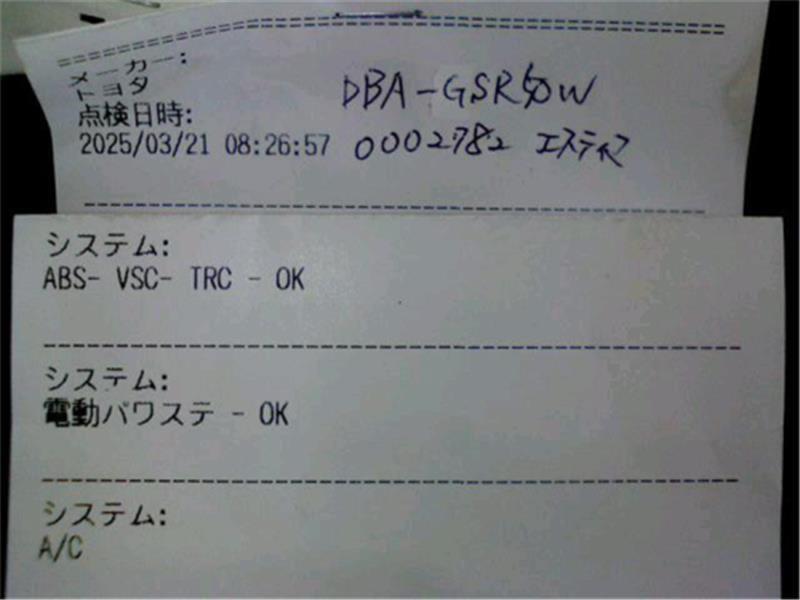 メーカー:
トヨタ
DBA-GSR50W
点検日時:
2025/03/21 08:26:57 0002782 エスティマ
システム:
ABS- VSC- TRC - OK
システム:
電動パワステ - OK
システム:
A/C